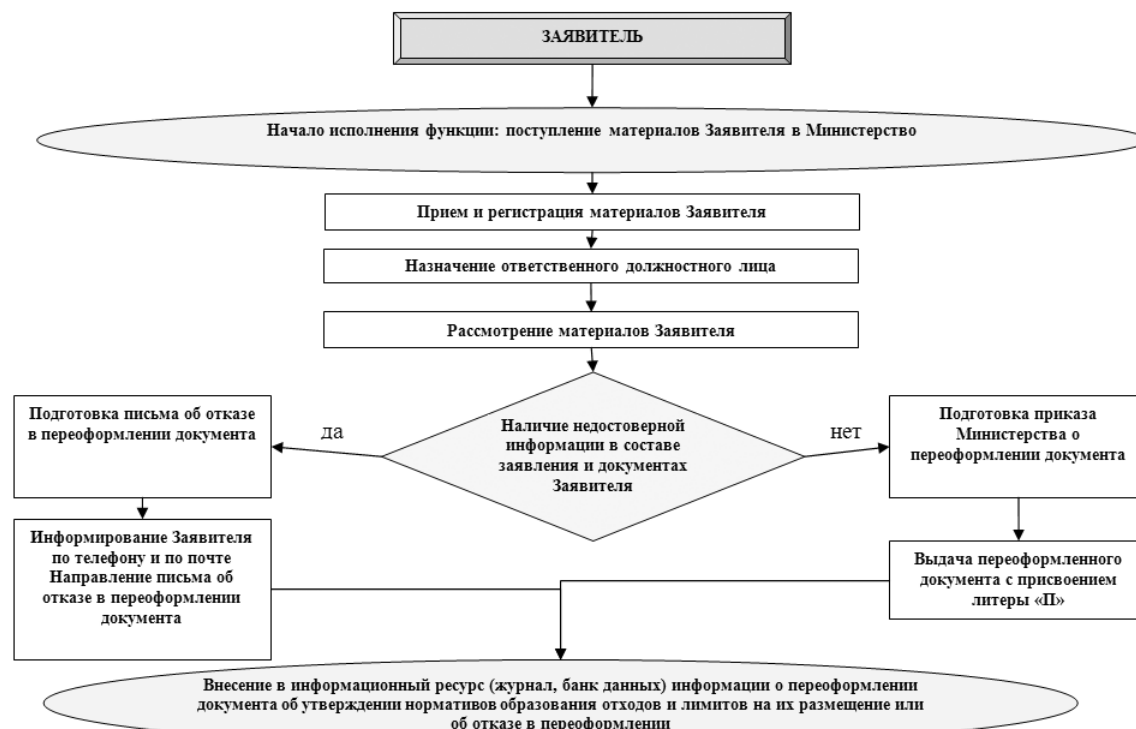 ЗАЯВИТЕЛЬ
Начало исполнения функции: поступление материалов Заявителя в Министерство
Прием и регистрация материалов Заявителя
Назначение ответственного должностного лица
Рассмотрение материалов Заявителя
Подготовка письма об отказе
в переоформлении документа
да
Наличие недостоверной
информации в составе
заявления и документах
Заявителя
нет
Подготовка приказа
Министерства о
переоформлении документа
Информирование Заявителя
по телефону и по почте
Направление письма об
отказе в переоформлении
документа
Выдача переоформленного
документа с присвоением
литеры «П»
Внесение в информационный ресурс (журнал, банк данных) информации о переоформлении
документа об утверждении нормативов образования отходов и лимитов на их размещение или
об отказе в переоформлении